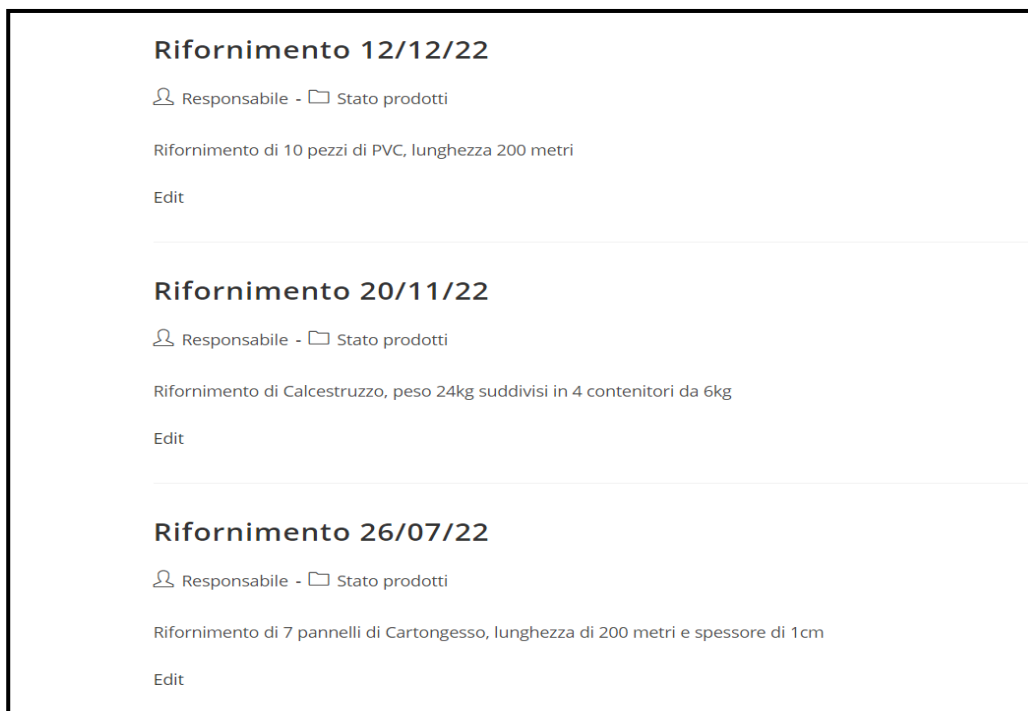 Rifornimento 12/12/22
Responsabile - Stato prodotti
Rifornimento di 10 pezzi di PVC, lunghezza 200 metri
Edit
Rifornimento 20/11/22
Responsabile - Stato prodotti
Rifornimento di Calcestruzzo, peso 24kg suddivisi in 4 contenitori da 6kg
Edit
Rifornimento 26/07/22
Responsabile - Stato prodotti
Rifornimento di 7 pannelli di Cartongesso, lunghezza di 200 metri e spessore di 1cm
Edit